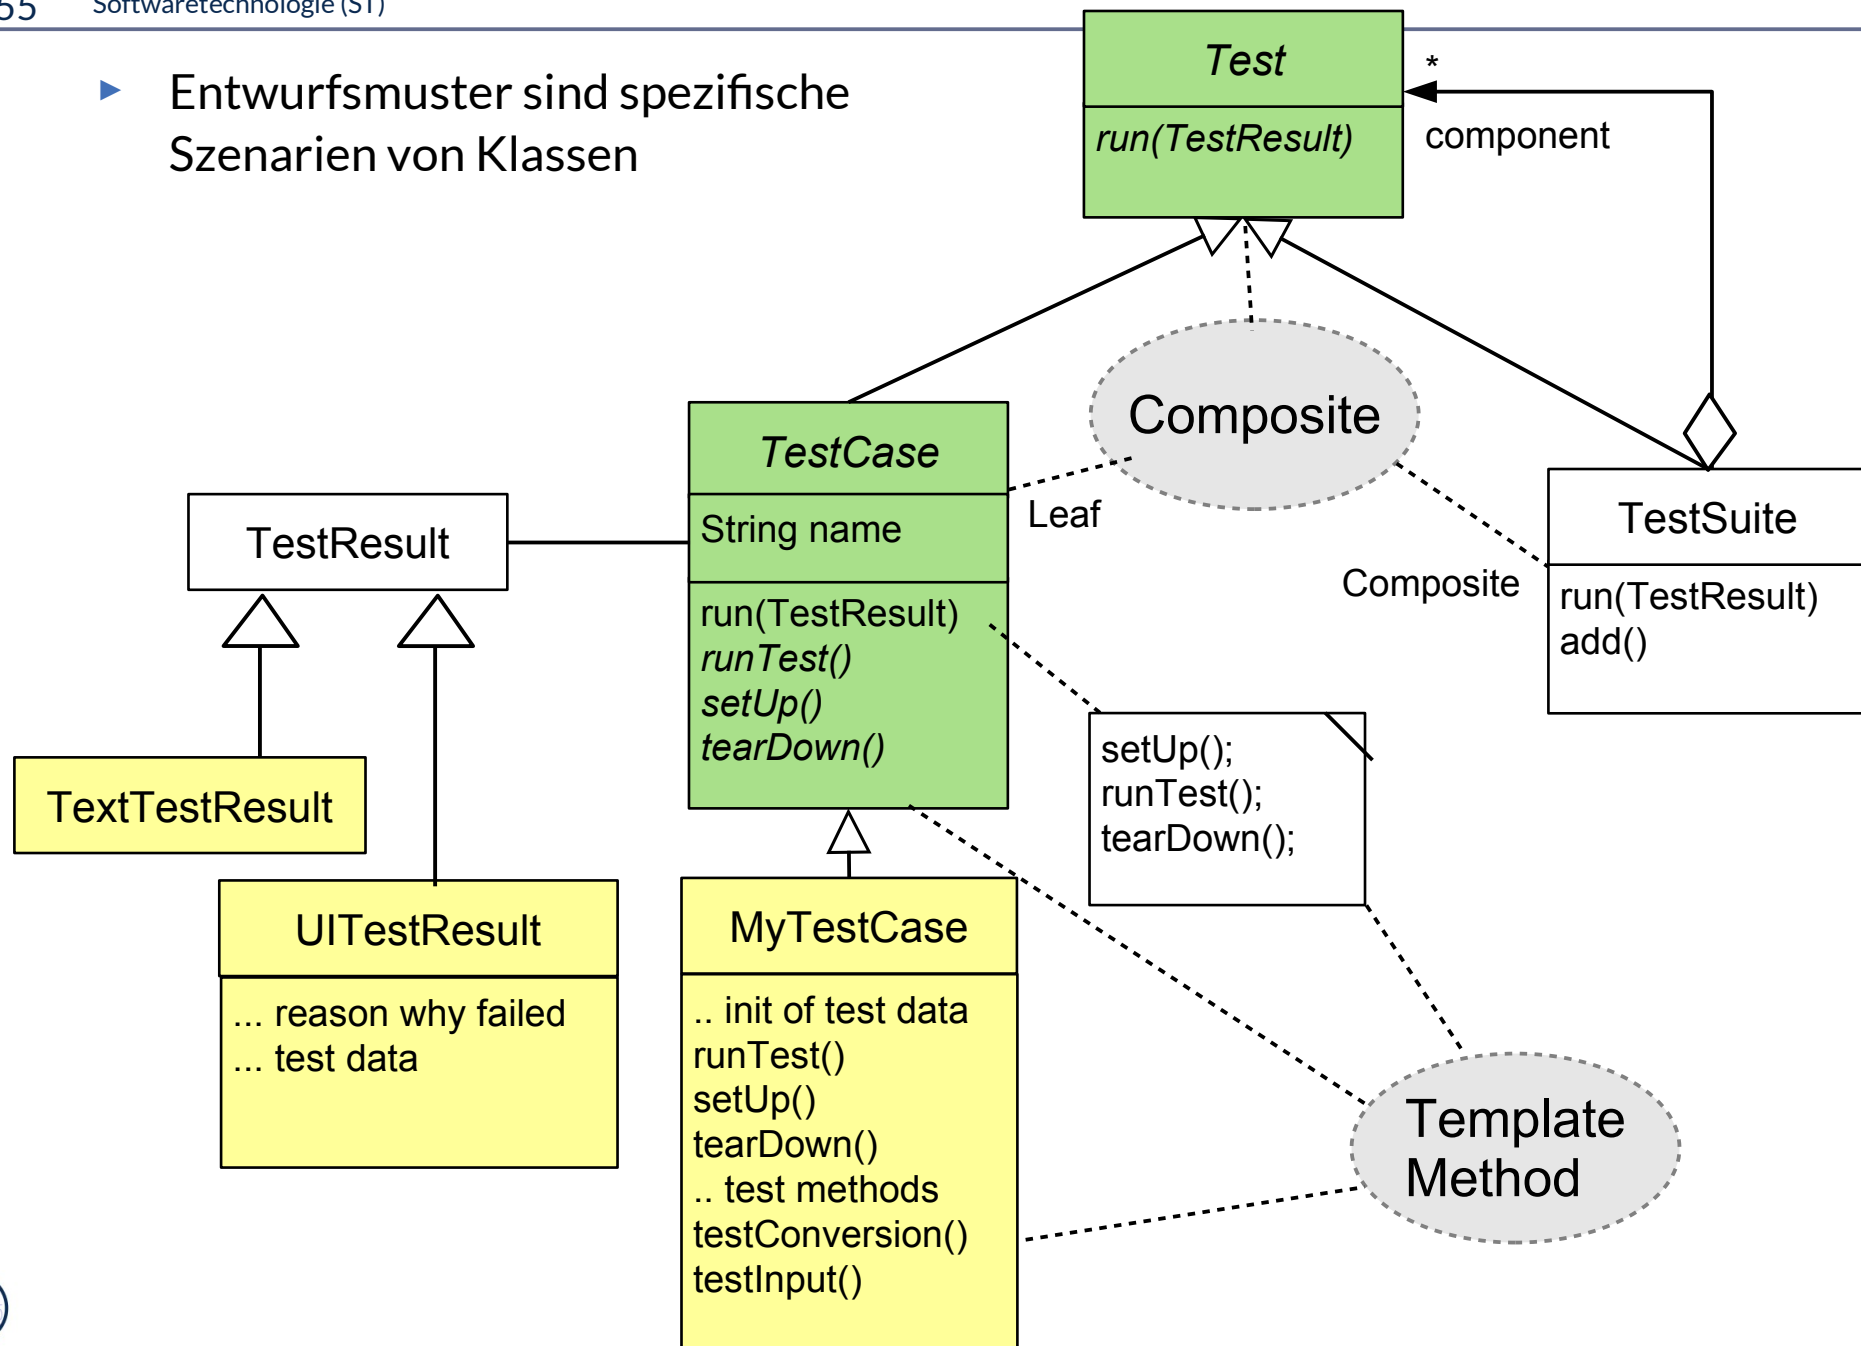 55
Softwaretechnologie (ST)
► Entwurfsmuster sind spezifische
Szenarien von Klassen
Test
run(TestResult)
*
component
Composite
TestCase
String name
run(TestResult)
runTest()
setUp()
tearDown()
Leaf
Composite
TestSuite
run(TestResult)
add()
TestResult
TextTestResult
UITestResult
... reason why failed
... test data
MyTestCase
.. init of test data
runTest()
setUp()
tearDown()
.. test methods
testConversion()
testInput()
setUp();
runTest();
tearDown();
Template
Method